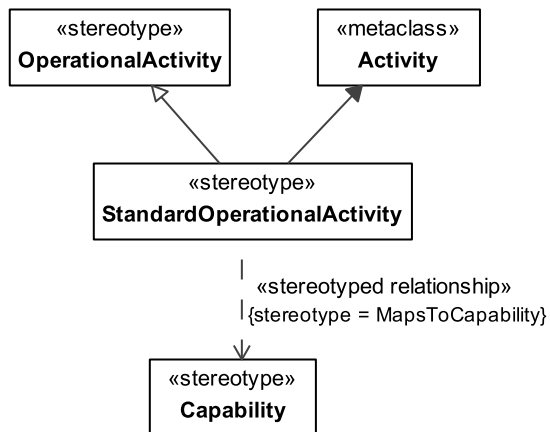 «stereotype»
OperationalActivity
«metaclass»
Activity
«stereotype»
StandardOperationalActivity
«stereotyped relationship»
{stereotype = MapsToCapability}
«stereotype»
Capability